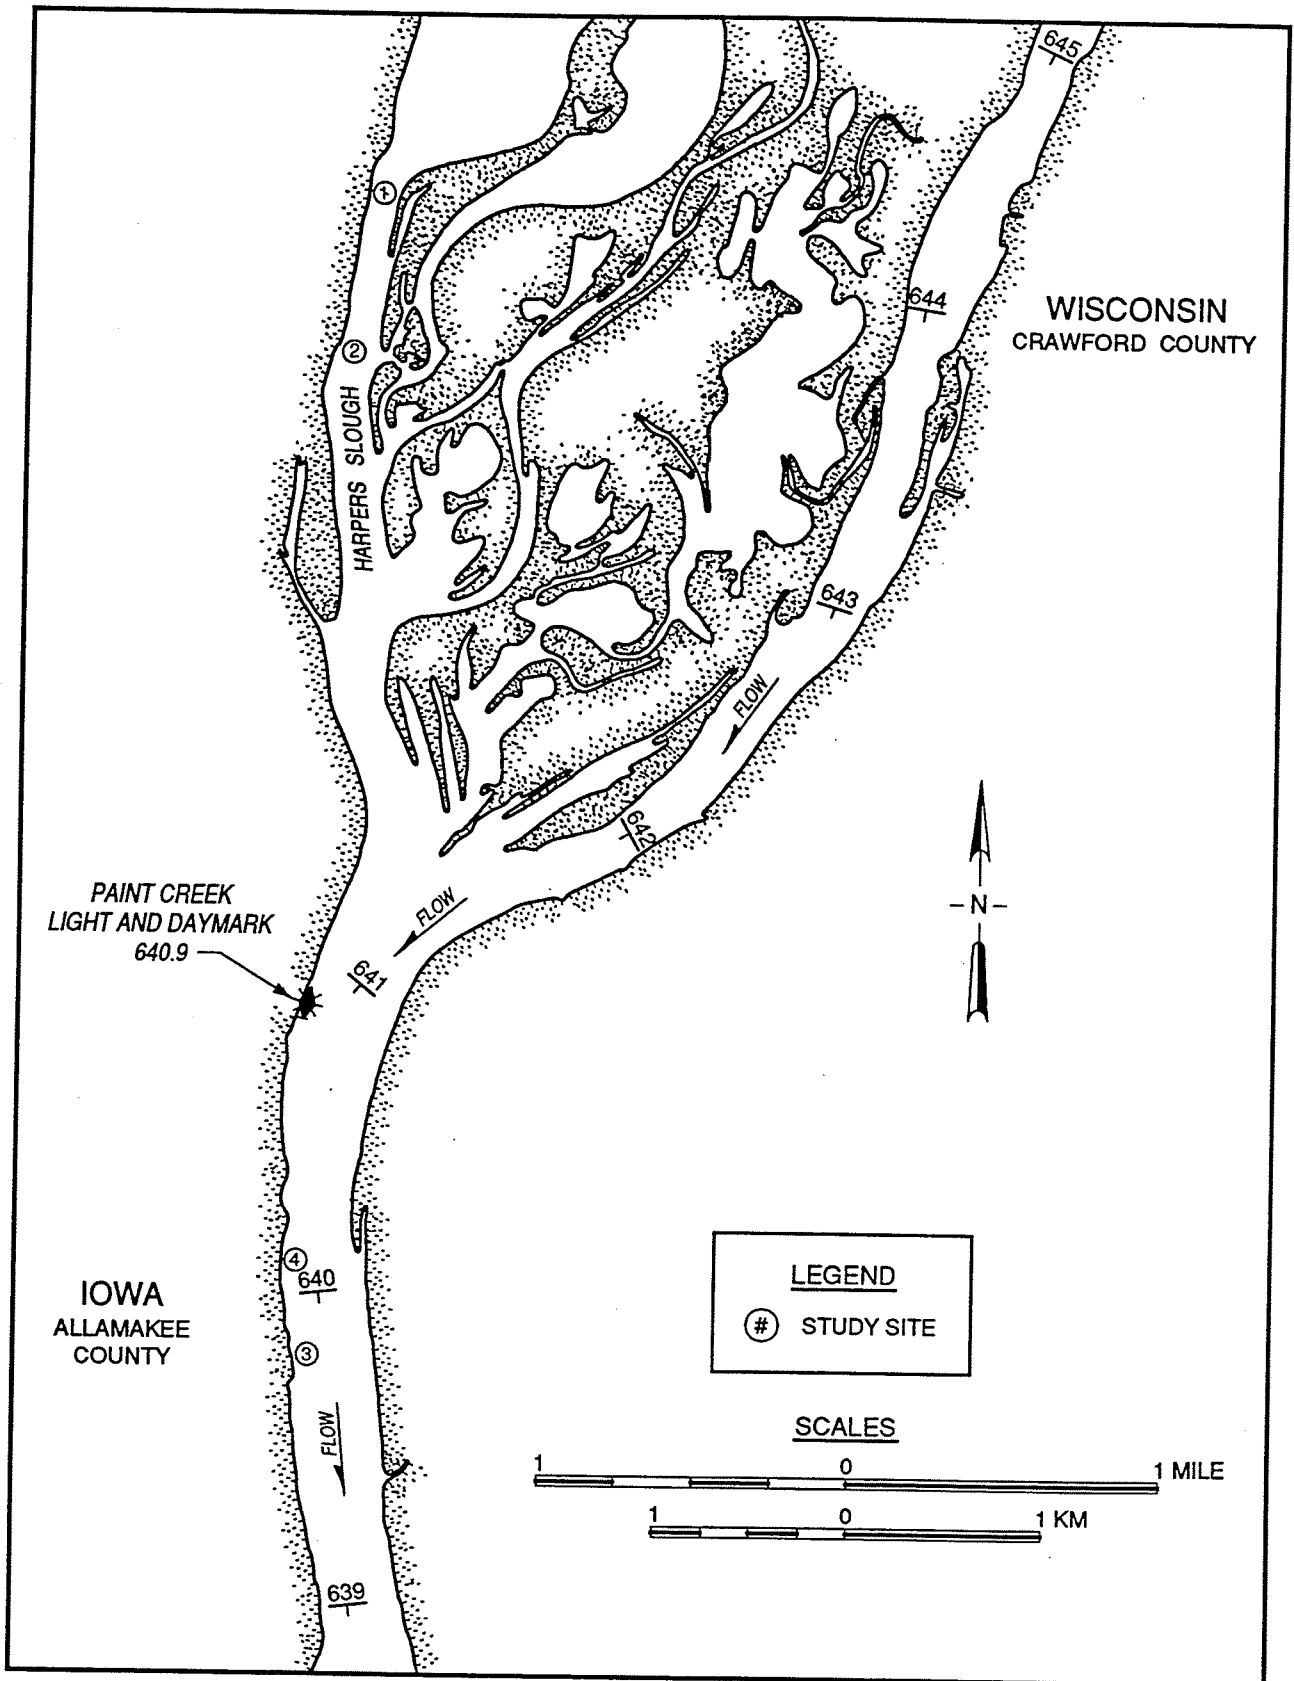 645
1
644
WISCONSIN
CRAWFORD COUNTY
2
HARPERS SLOUGH
643
FLOW
642
PAINT CREEK
LIGHT AND DAYMARK
640.9
FLOW
641
-N-
4
640
IOWA
ALLAMAKEE
COUNTY
3
FLOW
639
LEGEND
# STUDY SITE
SCALES
1 0 1 MILE
1 0 1 KM